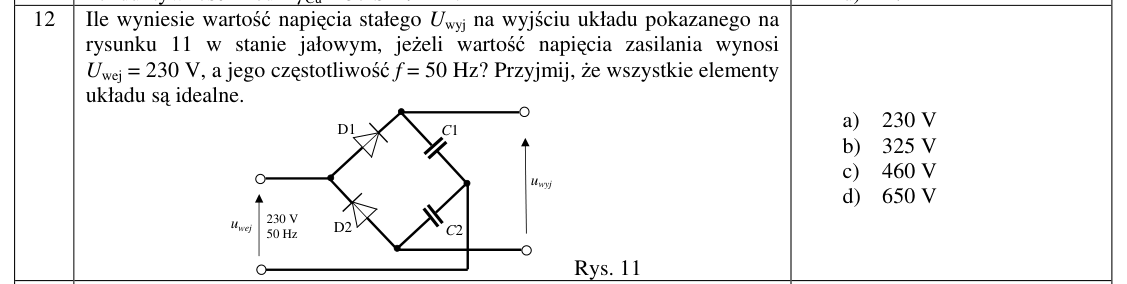 12 Ile wyniesie wartość napięcia stałego Uwyj na wyjściu układu pokazanego na
rysunku 11 w stanie jałowym, jeżeli wartość napięcia zasilania wynosi
Uwej = 230 V, a jego częstotliwość f = 50 Hz? Przyjmij, że wszystkie elementy
układu są idealne.
D1
C1
uwyj
uwej
230 V
50 Hz
D2
C2
Rys. 11
a) 230 V
b) 325 V
c) 460 V
d) 650 V